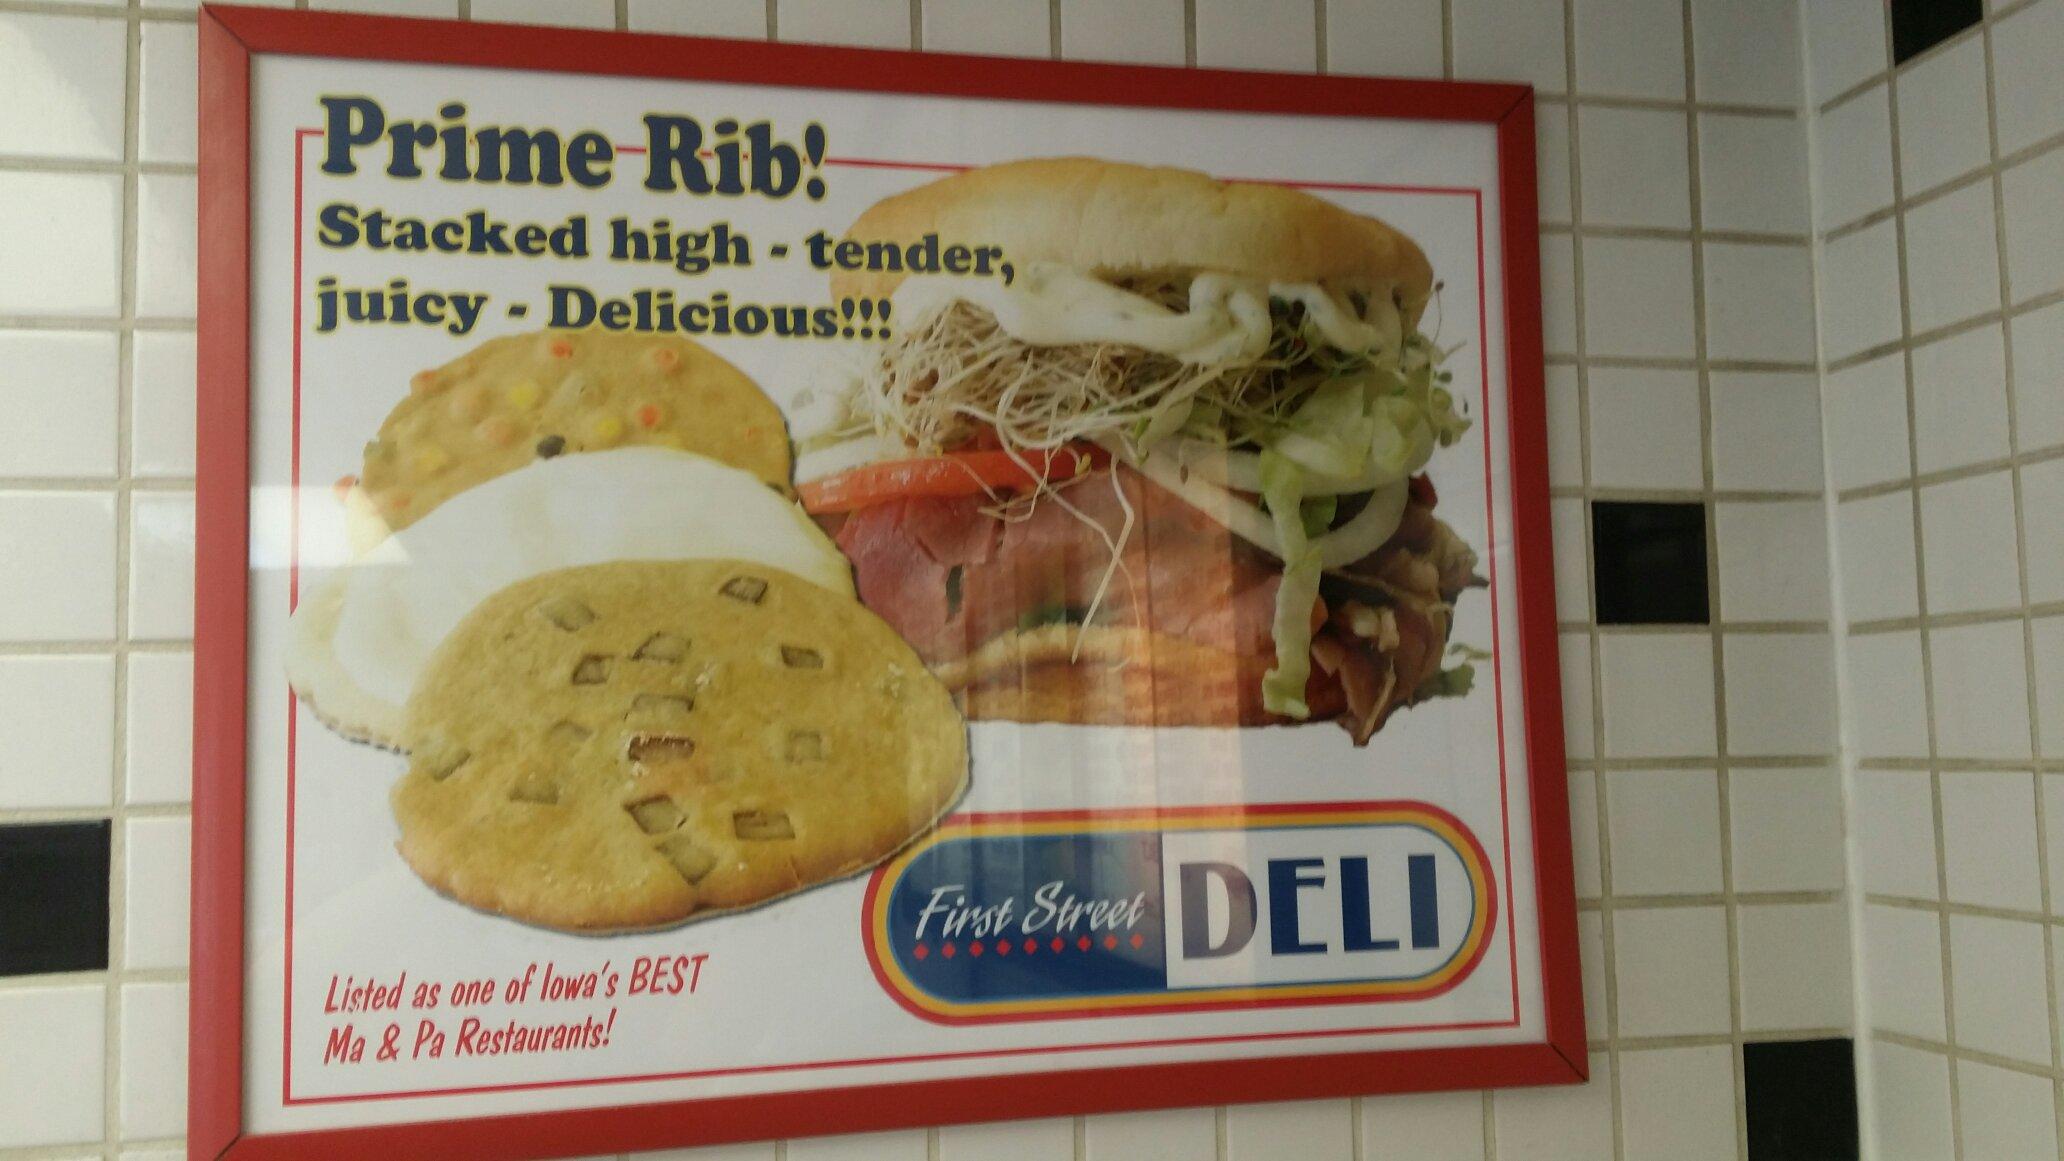 Prime Rib!
Stacked high - tender,
juicy - Delicious!!!
First Street DELI
Listed as one of Iowa's BEST
Ma & Pa Restaurants!